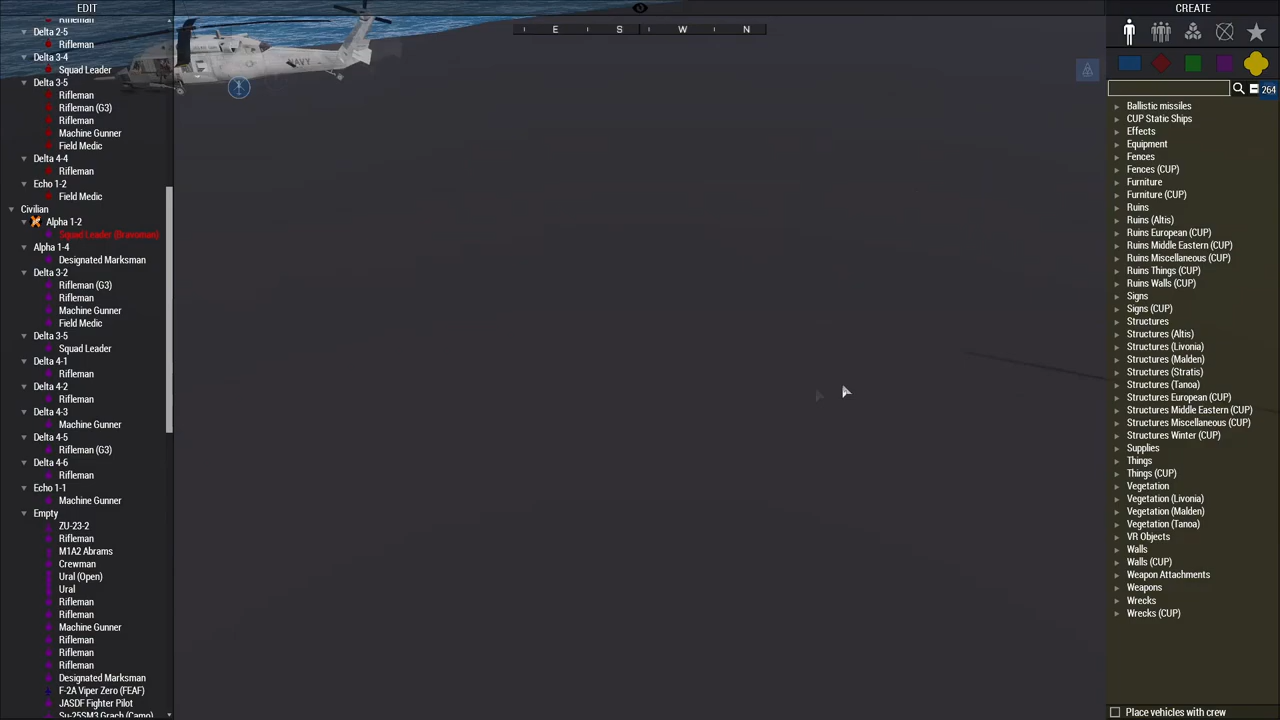 EDIT
CREATE
Rifleman
Delta 2-5
Rifleman
Delta 3-4
Squad Leader
Delta 3-5
Rifleman
Rifleman (G3)
Rifleman
Machine Gunner
Field Medic
Delta 4-4
Rifleman
Echo 1-2
Field Medic
Civilian
Alpha 1-2
Squad Leader (Bravoman)
Alpha 1-4
Designated Marksman
Delta 3-2
Rifleman (G3)
Rifleman
Machine Gunner
Field Medic
Delta 3-5
Squad Leader
Delta 4-1
Rifleman
Delta 4-2
Rifleman
Delta 4-3
Machine Gunner
Delta 4-5
Rifleman (G3)
Delta 4-6
Rifleman
Echo 1-1
Machine Gunner
Empty
ZU-23-2
Rifleman
M1A2 Abrams
Crewman
Ural (Open)
Ural
Rifleman
Rifleman
Machine Gunner
Rifleman
Rifleman
Rifleman
Designated Marksman
F-2A Viper Zero (FEAF)
JASDF Fighter Pilot
Su-25SM3 Grach (Camo)
NAVY
E S W N
264
Ballistic missiles
CUP Static Ships
Effects
Equipment
Fences
Fences (CUP)
Furniture
Furniture (CUP)
Ruins
Ruins (Altis)
Ruins European (CUP)
Ruins Middle Eastern (CUP)
Ruins Miscellaneous (CUP)
Ruins Things (CUP)
Ruins Walls (CUP)
Signs
Signs (CUP)
Structures
Structures (Altis)
Structures (Livonia)
Structures (Malden)
Structures (Stratis)
Structures (Tanoa)
Structures European (CUP)
Structures Middle Eastern (CUP)
Structures Miscellaneous (CUP)
Structures Winter (CUP)
Supplies
Things
Things (CUP)
Vegetation
Vegetation (Livonia)
Vegetation (Malden)
Vegetation (Tanoa)
VR Objects
Walls
Walls (CUP)
Weapon Attachments
Weapons
Wrecks
Wrecks (CUP)
Place vehicles with crew